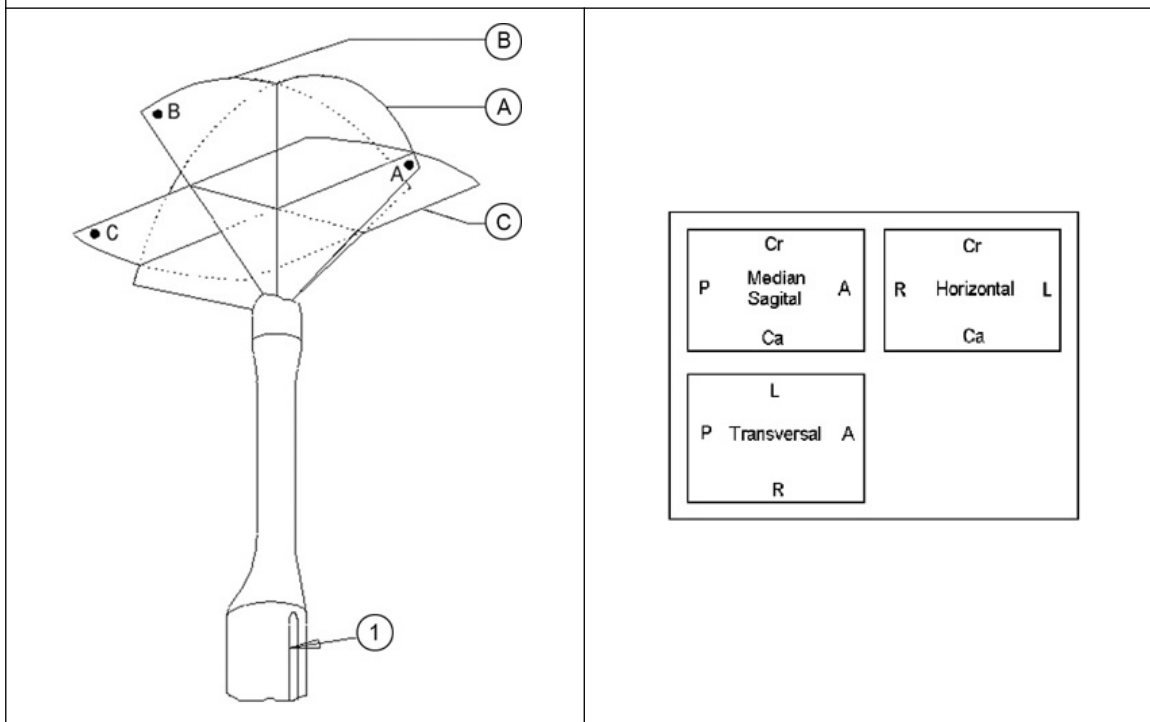 B
A
B
A
C
C
1
Cr
P Median A
Sagital
Ca
Cr
R Horizontal L
Ca
L
P Transversal A
R